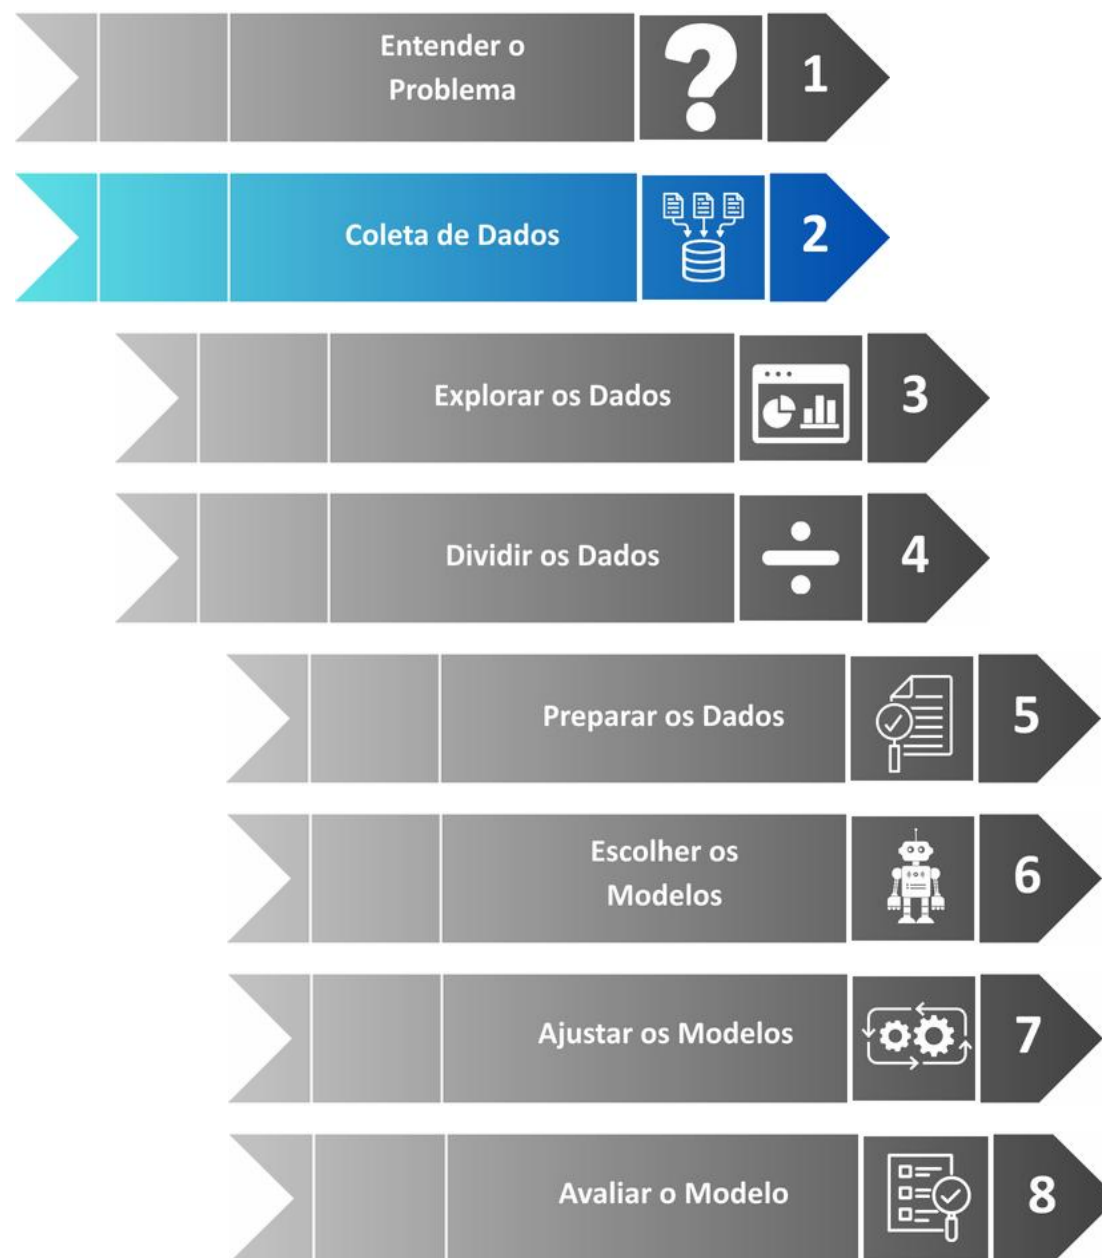 Entender o
Problema
1
Coleta de Dados
2
Explorar os Dados
3
Dividir os Dados
4
Preparar os Dados
5
Escolher os
Modelos
6
Ajustar os Modelos
7
Avaliar o Modelo
8